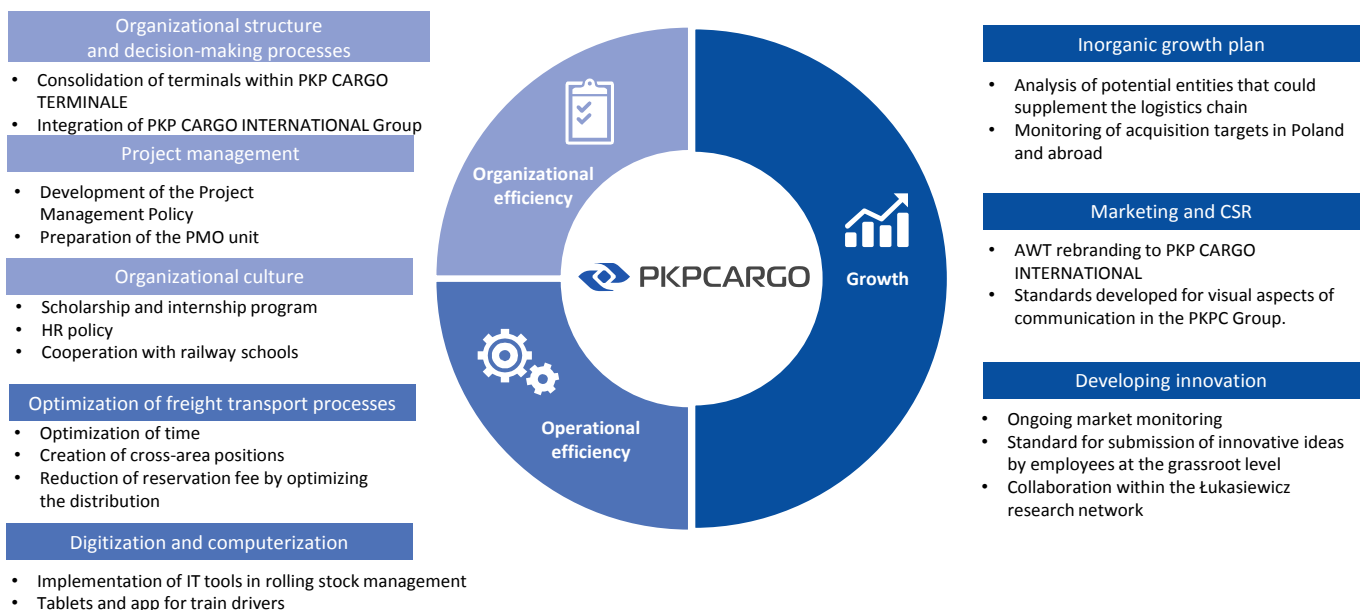 Organizational structure
and decision-making processes
• Consolidation of terminals within PKP CARGO
TERMINALE
• Integration of PKP CARGO INTERNATIONAL Group
Project management
• Development of the Project
Management Policy
• Preparation of the PMO unit
Organizational culture
• Scholarship and internship program
• HR policy
• Cooperation with railway schools
Optimization of freight transport processes
• Optimization of time
• Creation of cross-area positions
• Reduction of reservation fee by optimizing
the distribution
Digitization and computerization
• Implementation of IT tools in rolling stock management
• Tablets and app for train drivers
Organizational
efficiency
PKPCARGO
Growth
Operational
efficiency
Inorganic growth plan
• Analysis of potential entities that could
supplement the logistics chain
• Monitoring of acquisition targets in Poland
and abroad
Marketing and CSR
• AWT rebranding to PKP CARGO
INTERNATIONAL
• Standards developed for visual aspects of
communication in the PKPC Group.
Developing innovation
• Ongoing market monitoring
• Standard for submission of innovative ideas
by employees at the grassroot level
• Collaboration within the Łukasiewicz
research network